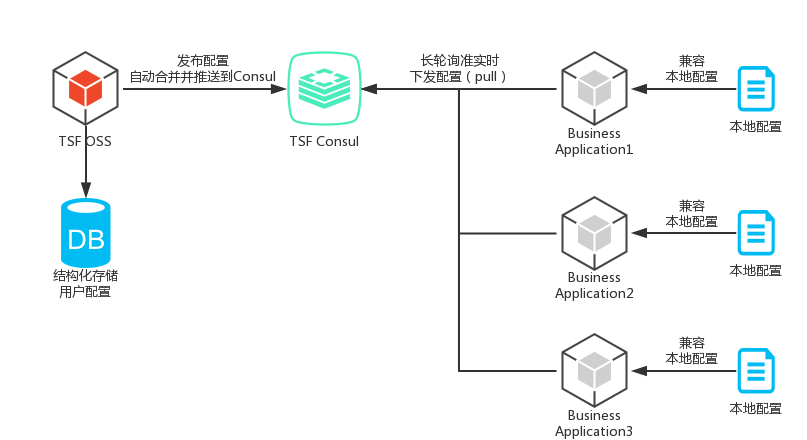 发布配置
自动合并并推送到Consul
长轮询准实时
下发配置（pull）
兼容
本地配置
TSF OSS
TSF Consul
Business
Application1
本地配置
DB
结构化存储
用户配置
兼容
本地配置
Business
Application2
本地配置
兼容
本地配置
Business
Application3
本地配置